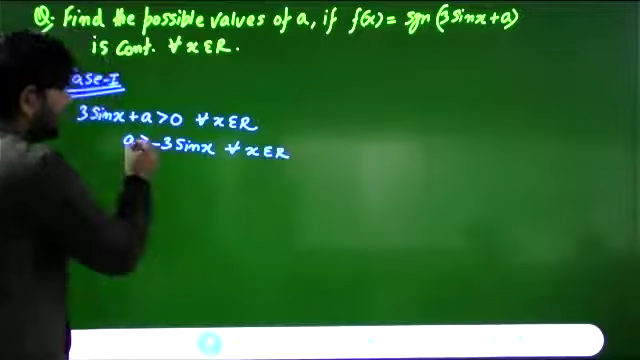 Q. Find the possible values of a, if f(x) = sgn (3sinx+a)
is cont. ∀ x ∈ R.
ase-I
3sinx + a > 0 ∀ x ∈ R
a > -3sinx ∀ x ∈ R